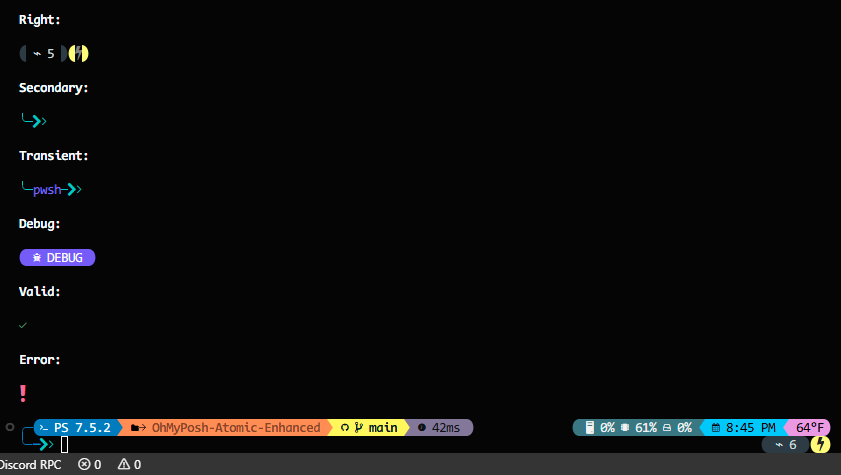 Right:
5
Secondary:
Transient:
pwsh
Debug:
DEBUG
Valid:
Error:
PS 7.5.2 OhMyPosh-Atomic-Enhanced main 42ms 0% 61% 0% 8:45 PM 64°F
6
Discord RPC 0 0